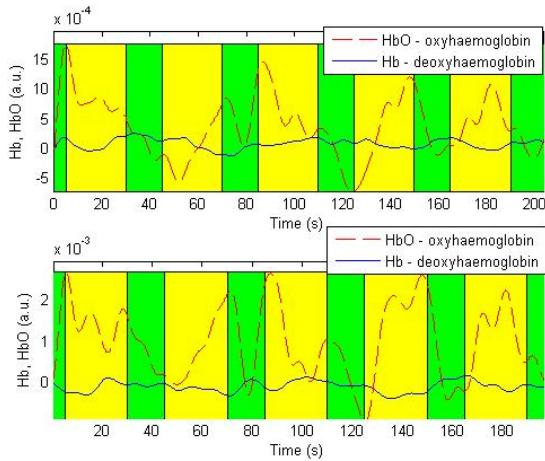 x 10⁻⁴
HbO - oxyhaemoglobin
Hb - deoxyhaemoglobin
Hb, HbO (a.u.)
15
10
5
0
-5
20 40 60 80 100 120 140 160 180 200
Time (s)
x 10⁻³
HbO - oxyhaemoglobin
Hb - deoxyhaemoglobin
Hb, HbO (a.u.)
2
1
0
20 40 60 80 100 120 140 160 180
Time (s)